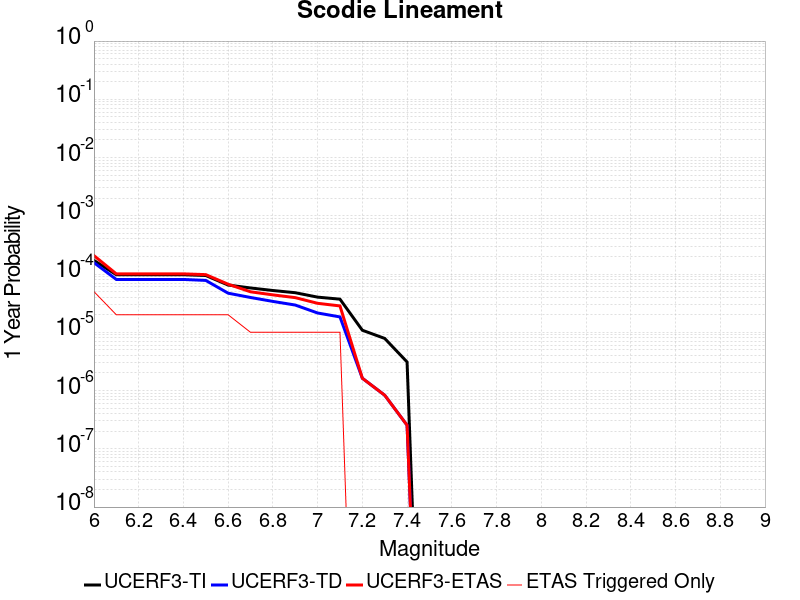 Scodie Lineament
10^0
10^-1
10^-2
10^-3
10^-4
10^-5
10^-6
10^-7
10^-8
1 Year Probability
6 6.2 6.4 6.6 6.8 7 7.2 7.4 7.6 7.8 8 8.2 8.4 8.6 8.8 9
Magnitude
UCERF3-TI UCERF3-TD UCERF3-ETAS ETAS Triggered Only